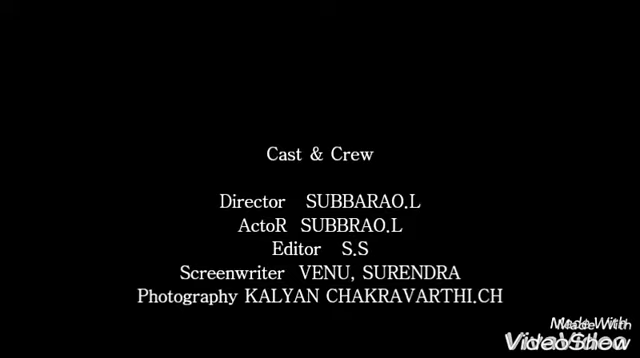 Cast & Crew
Director SUBBARAO.L
ActoR SUBBRAO.L
Editor S.S
Screenwriter VENU, SURENDRA
Photography KALYAN CHAKRAVARTHI.CH
Made With
VideoShow